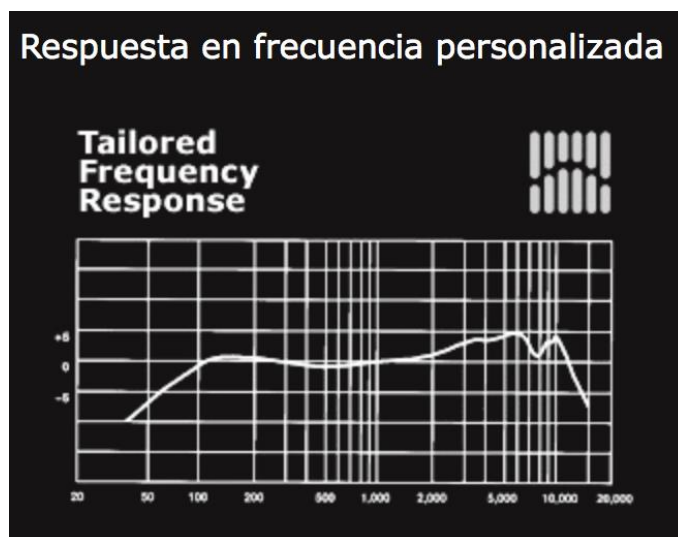 Respuesta en frecuencia personalizada
Tailored
Frequency
Response
+5
0
-5
20 50 100 200 500 1,000 2,000 5,000 10,000 20,000